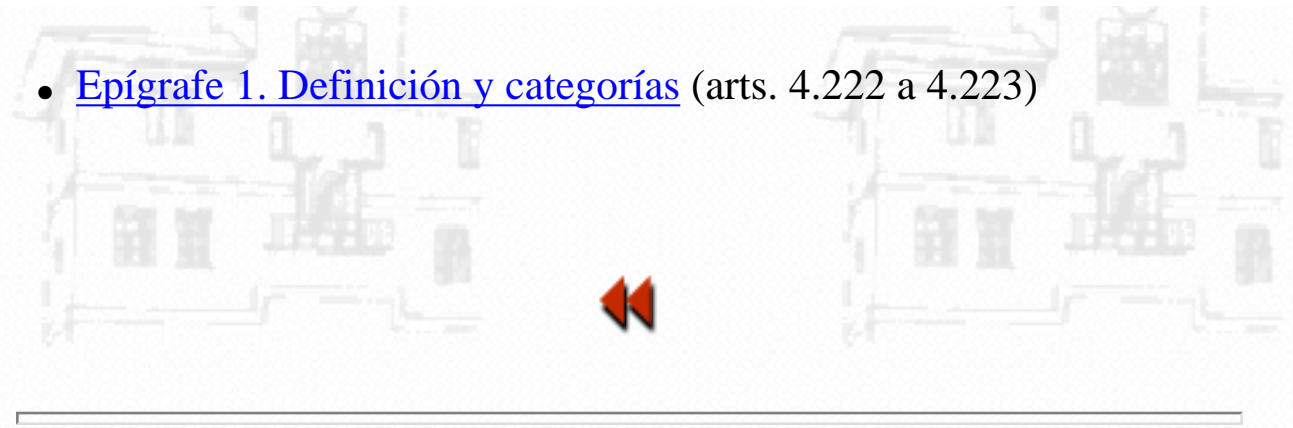 • Epígrafe 1. Definición y categorías (arts. 4.222 a 4.223)